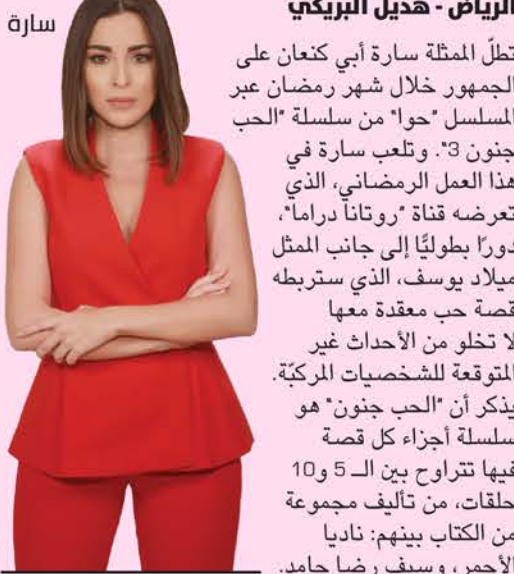 سارة
الرياض - هديل البريكي
تطلّ الممثلة سارة أبي كنعان على
الجمهور خلال شهر رمضان عبر
المسلسل "حوا" من سلسلة "الحب
جنون 3". وتلعب سارة في
هذا العمل الرمضاني، الذي
تعرضه قناة "روتانا دراما"،
دورًا بطوليًّا إلى جانب الممثل
ميلاد يوسف، الذي ستربطه
قصة حب معقدة معها
لا تخلو من الأحداث غير
المتوقعة للشخصيات المركبّة.
يذكر أن "الحب جنون" هو
سلسلة أجزاء كل قصة
فيها تتراوح بين الــ 5 و10
حلقات، من تأليف مجموعة
من الكتاب بينهم: ناديا
الأحمر، وسيف رضا حامد.